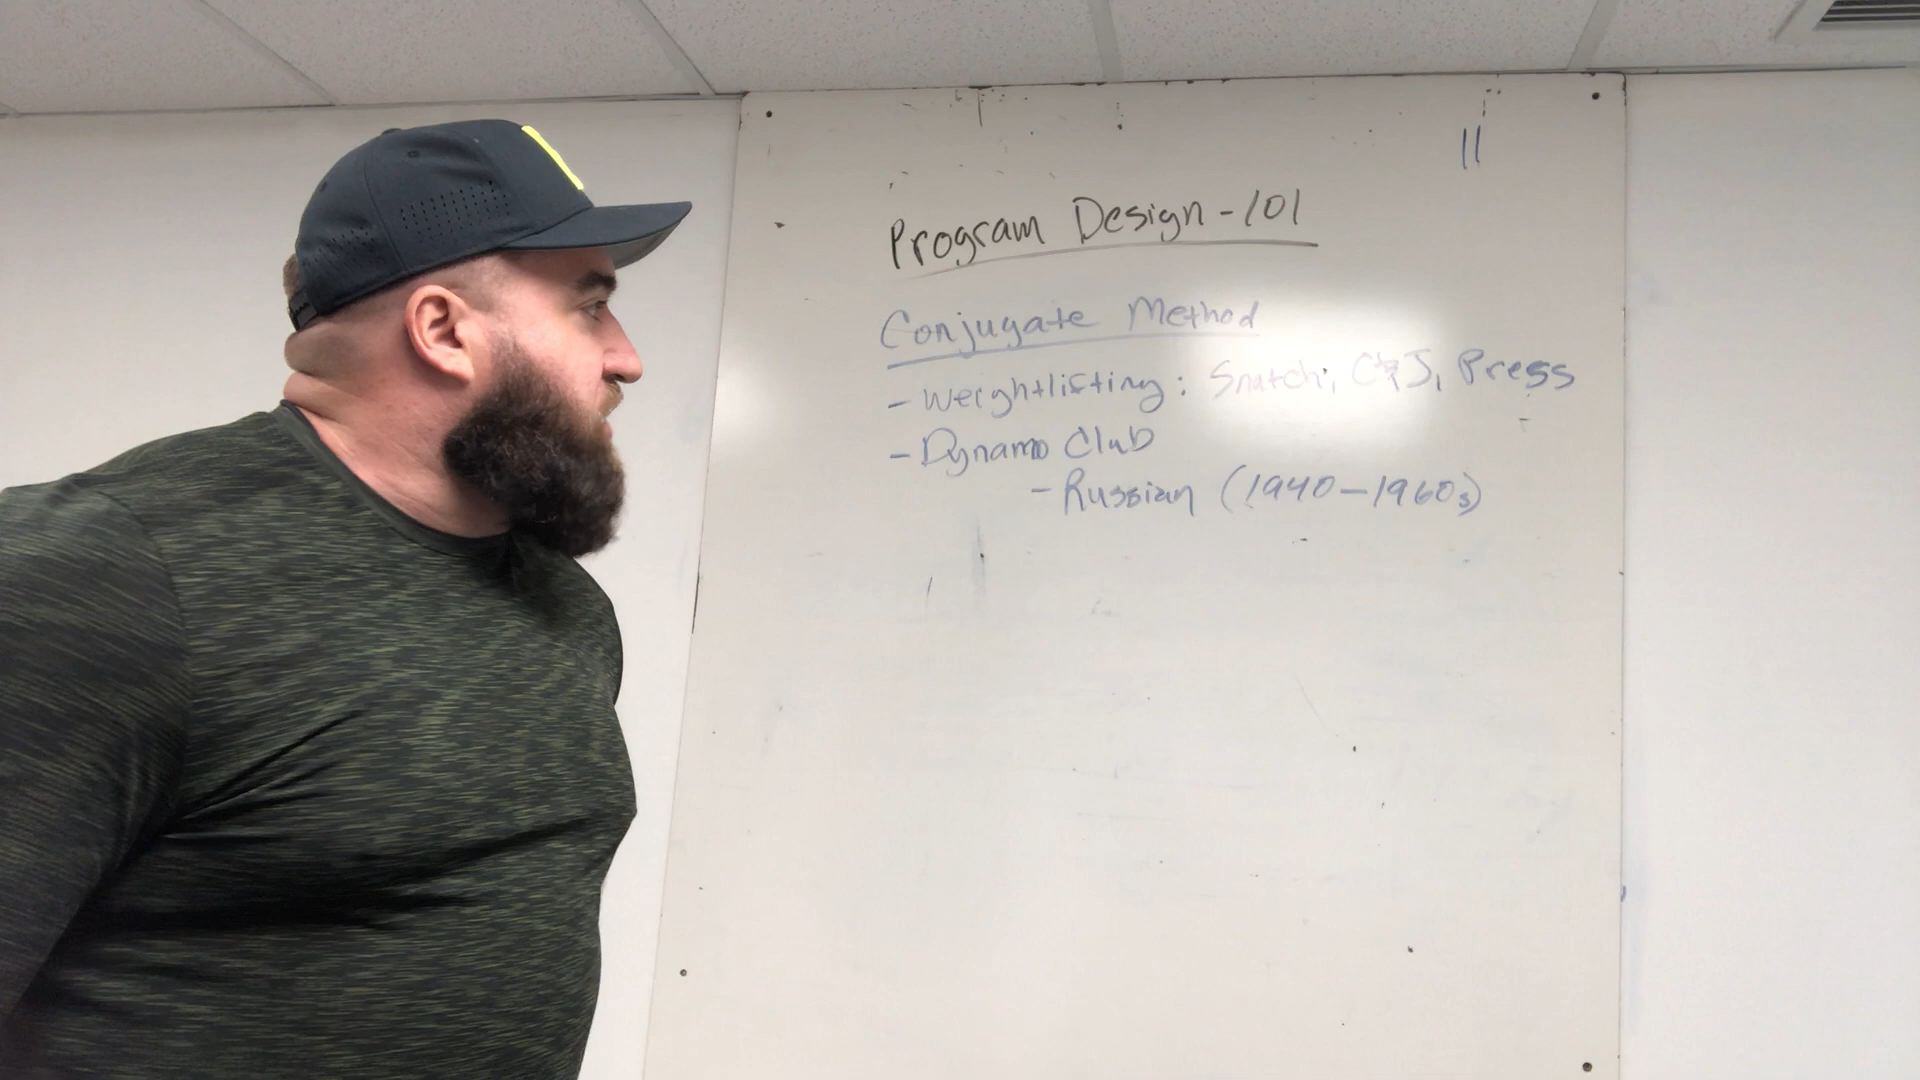 Program Design - 101
Conjugate Method
- Weightlifting: Snatch, C&J, Press
- Dynamo Club
- Russian (1940-1960s)